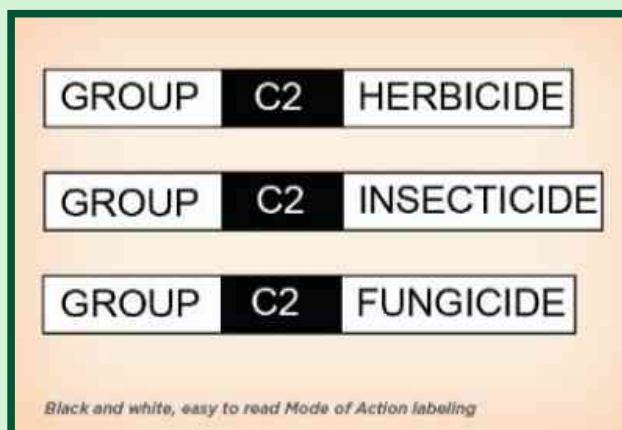 GROUP C2 HERBICIDE
GROUP C2 INSECTICIDE
GROUP C2 FUNGICIDE
Black and white, easy to read Mode of Action labeling